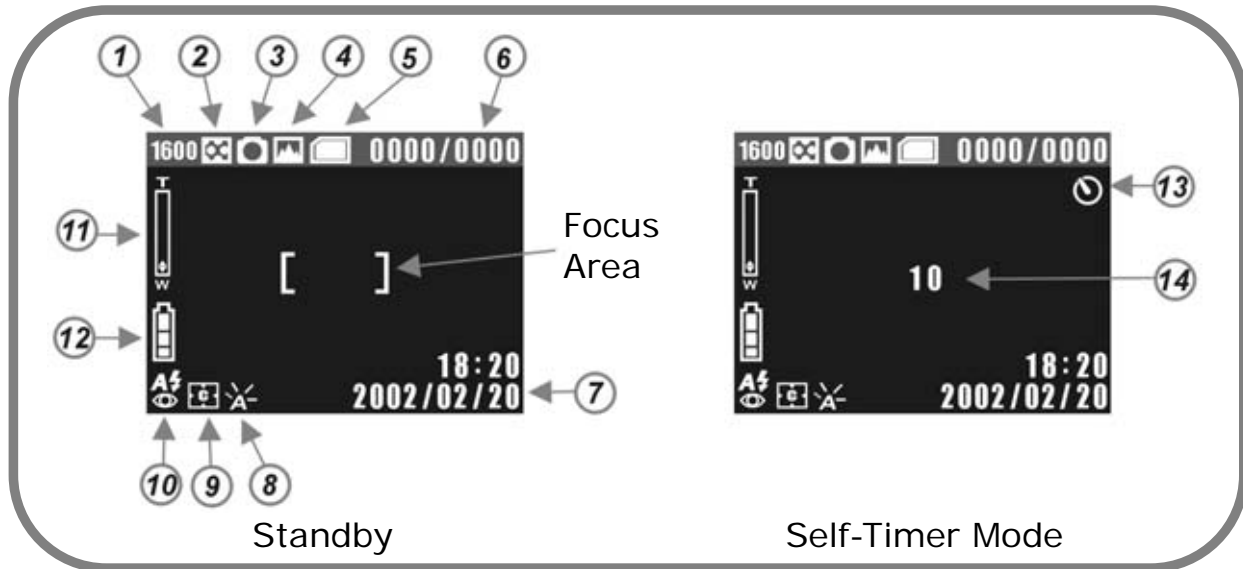 1 2 3 4 5 6
1600 0000/0000
1600 0000/0000
T
T
13
11
Focus
Area
[ ]
10
14
W
W
12
18:20
18:20
A
A
C A
C A
2002/02/20
2002/02/20
7
10 9 8
Standby
Self-Timer Mode